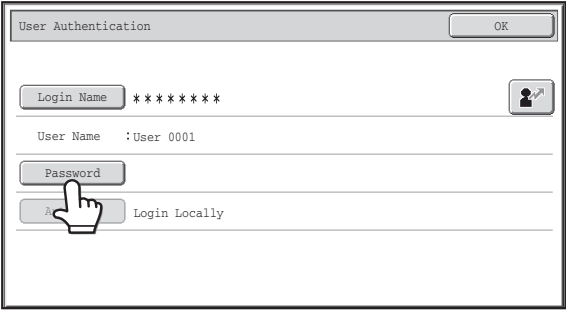 User Authentication OK
Login Name ********
User Name :User 0001
Password
Login Locally